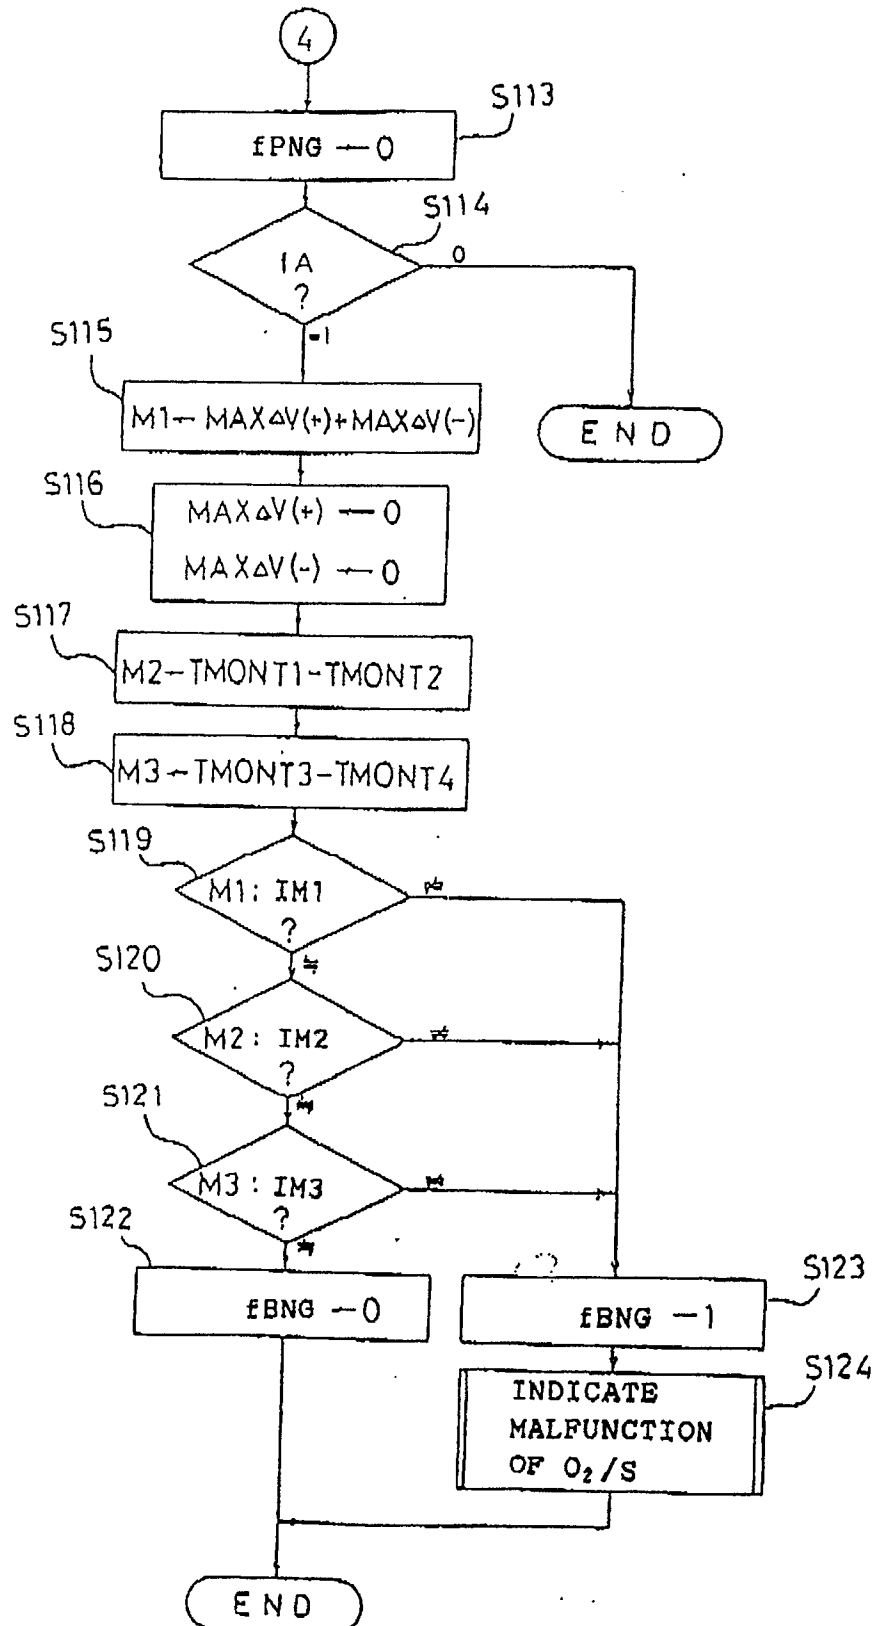 4
S113
fPNG ← 0
S114
fA
?
0
=1
S115
M1 ← MAXΔV(+)+MAXΔV(-)
END
S116
MAXΔV(+) ← 0
MAXΔV(-) ← 0
S117
M2 ← TMONT1-TMONT2
S118
M3 ← TMONT3-TMONT4
S119
M1 : IM1
?
S120
M2 : IM2
?
S121
M3 : IM3
?
S122
fBNG ← 0
S123
fBNG ← 1
S124
INDICATE
MALFUNCTION
OF O₂/S
END